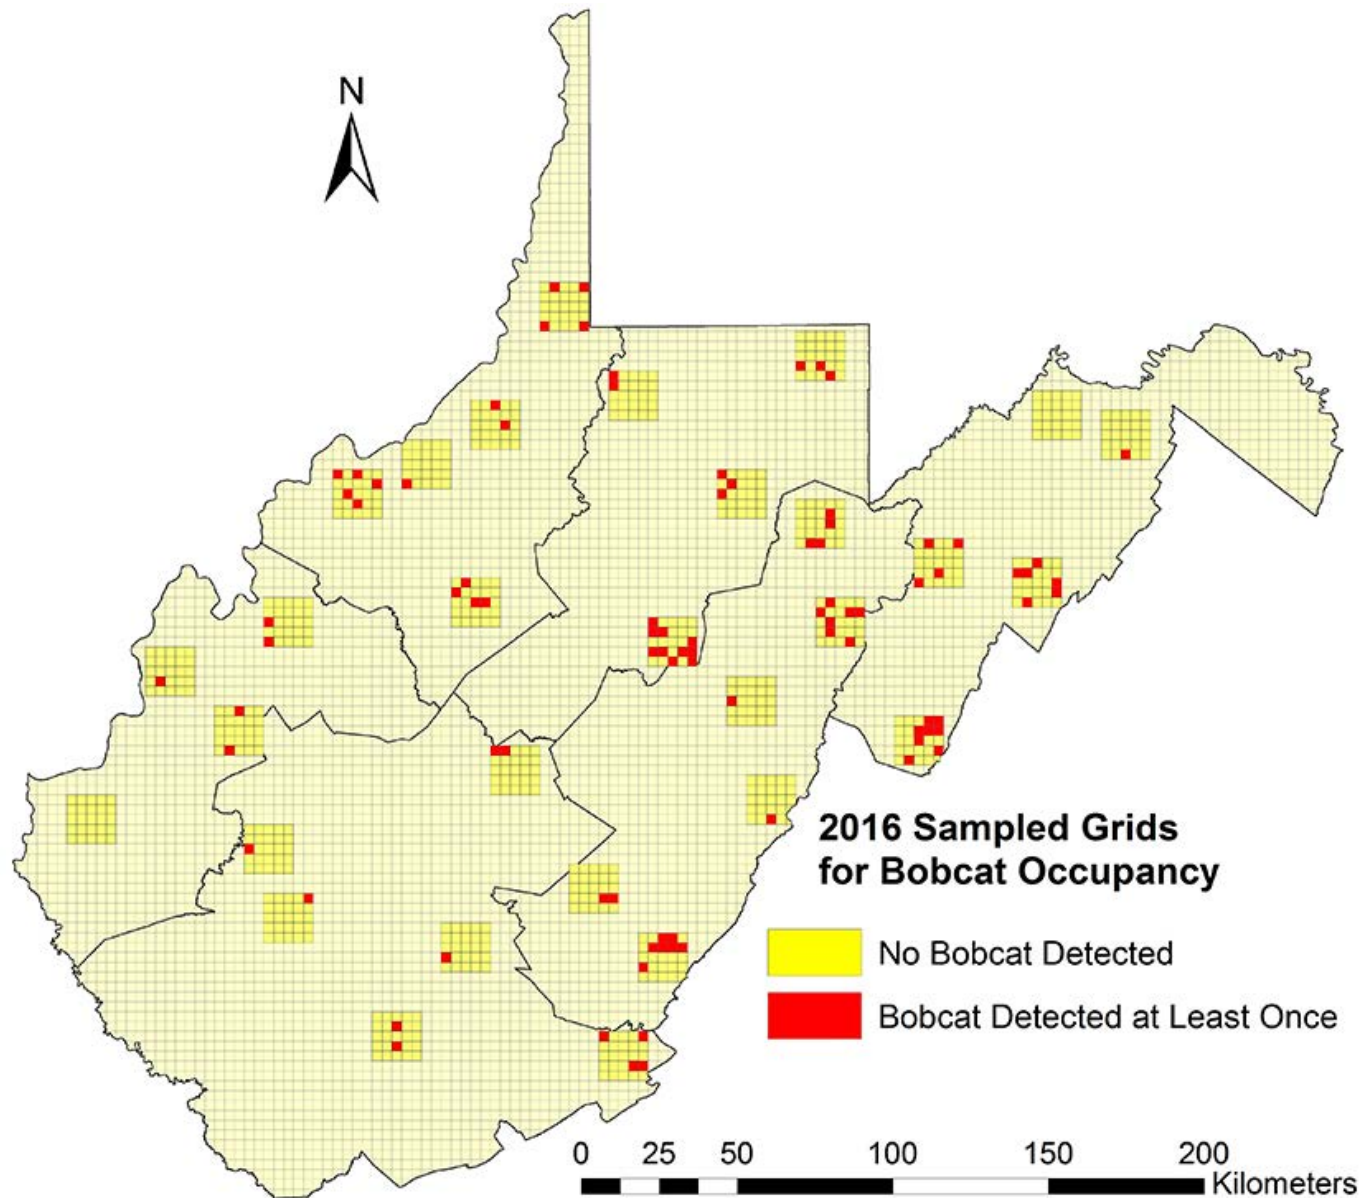 N
2016 Sampled Grids
for Bobcat Occupancy
No Bobcat Detected
Bobcat Detected at Least Once
0 25 50 100 150 200
Kilometers